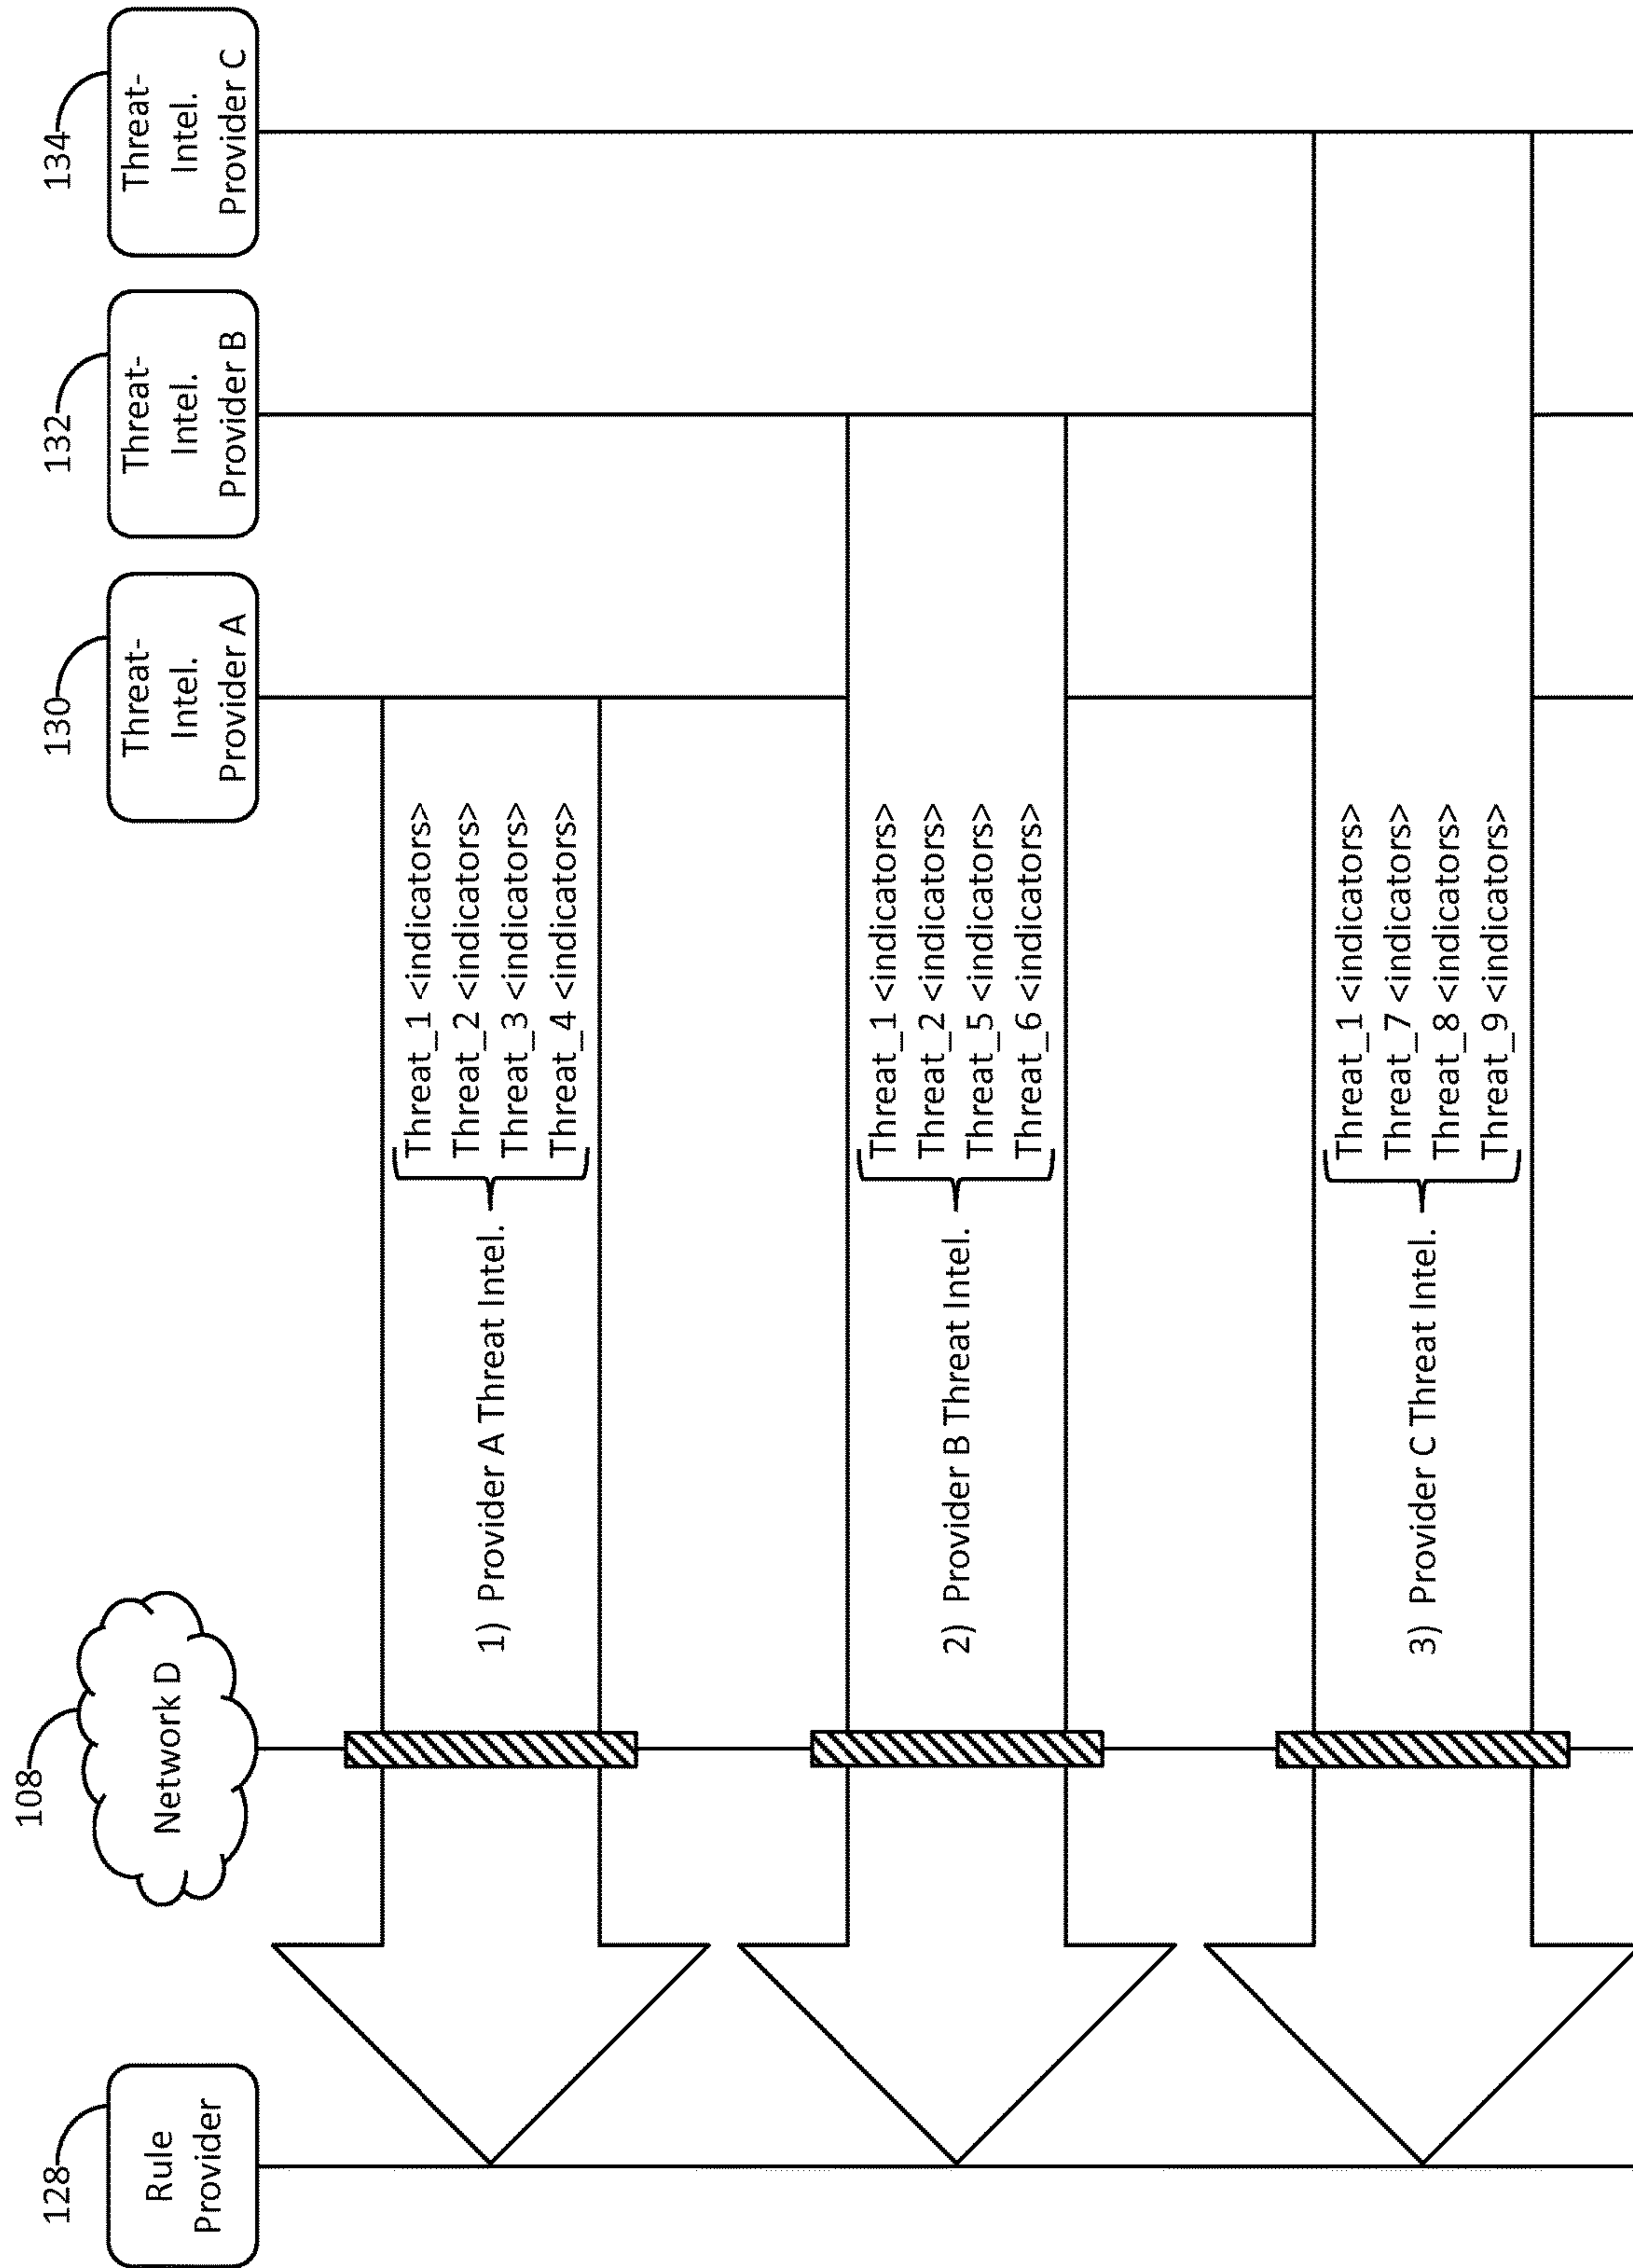 128
Rule
Provider
108
Network D
130
Threat-
Intel.
Provider A
132
Threat-
Intel.
Provider B
134
Threat-
Intel.
Provider C
1) Provider A Threat Intel.
Threat_1 <indicators>
Threat_2 <indicators>
Threat_3 <indicators>
Threat_4 <indicators>
2) Provider B Threat Intel.
Threat_1 <indicators>
Threat_2 <indicators>
Threat_5 <indicators>
Threat_6 <indicators>
3) Provider C Threat Intel.
Threat_1 <indicators>
Threat_7 <indicators>
Threat_8 <indicators>
Threat_9 <indicators>